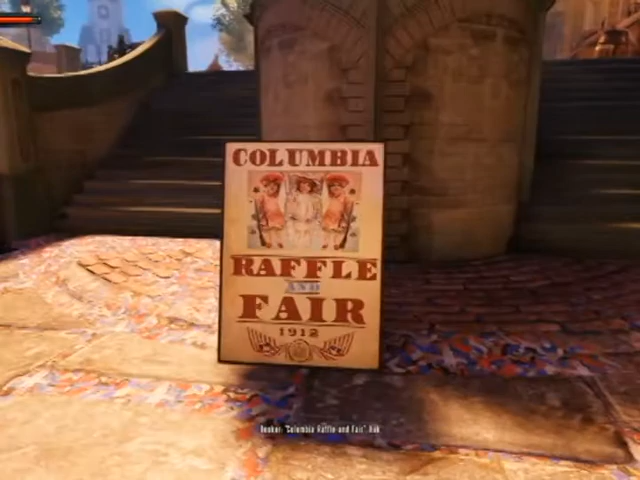 COLUMBIA
RAFFLE
AND
FAIR
1912
Booker: "Columbia Raffle and Fair". Huh